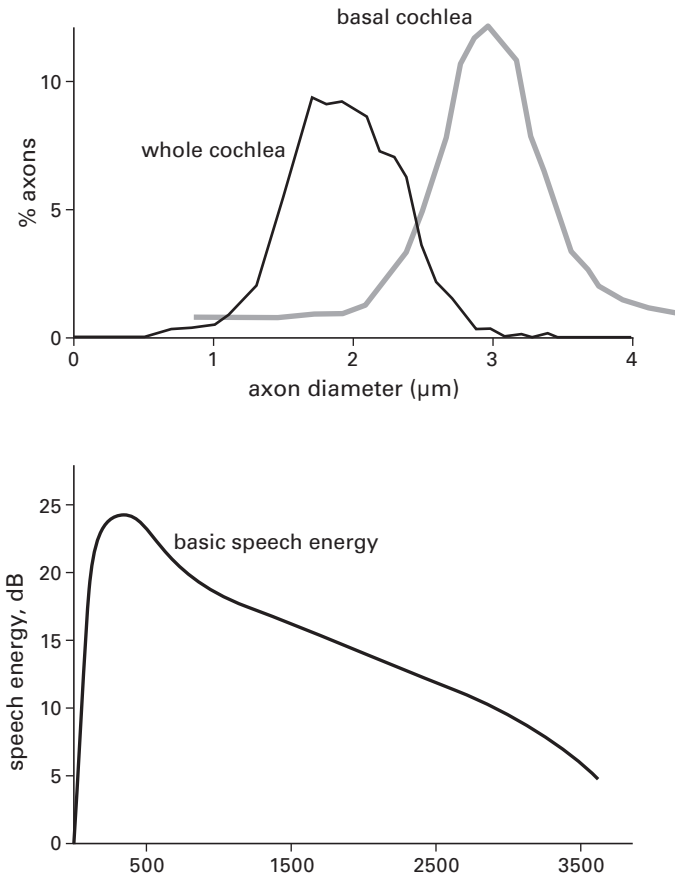 basal cochlea
10
whole cochlea
% axons
5
0
0 1 2 3 4
axon diameter (µm)
25
basic speech energy
20
speech energy, dB
15
10
5
0
500 1500 2500 3500